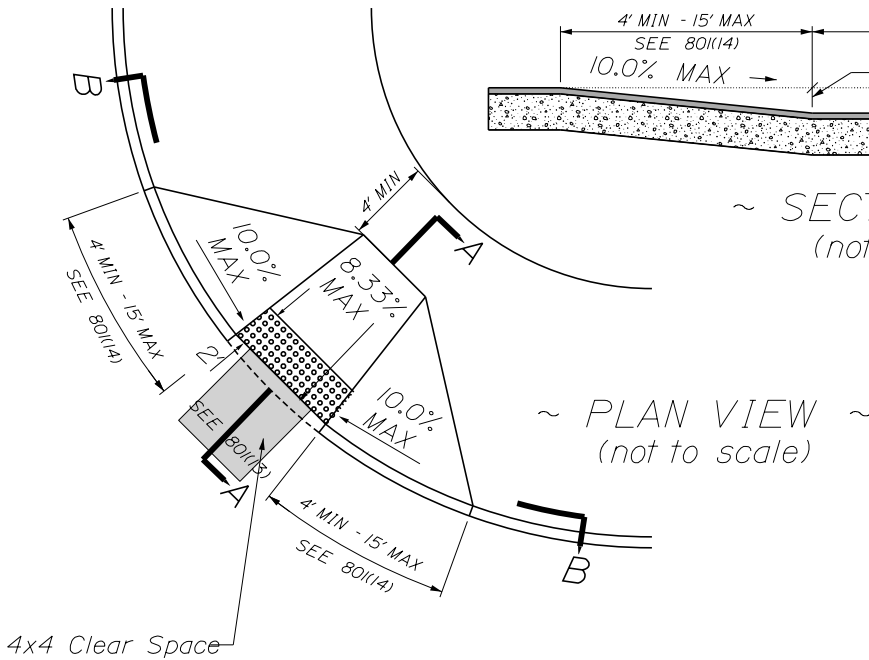 4' MIN - 15' MAX
SEE 801(14)
10.0% MAX
B
4' MIN
A
~ SECT
(not
10.0%
MAX
8.33%
MAX
4' MIN - 15' MAX
SEE 801(14)
2'
10.0%
MAX
~ PLAN VIEW ~
(not to scale)
SEE 801(13)
A
4' MIN - 15' MAX
SEE 801(14)
B
4x4 Clear Space